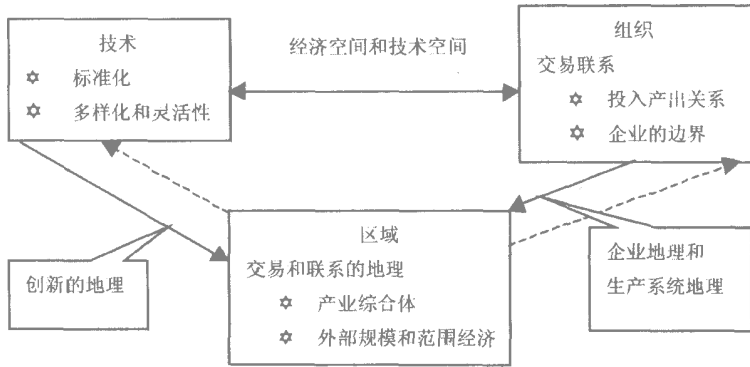 技术
✡ 标准化
✡ 多样化和灵活性
经济空间和技术空间
组织
交易联系
✡ 投入产出关系
✡ 企业的边界
区域
交易和联系的地理
✡ 产业综合体
✡ 外部规模和范围经济
创新的地理
企业地理和
生产系统地理